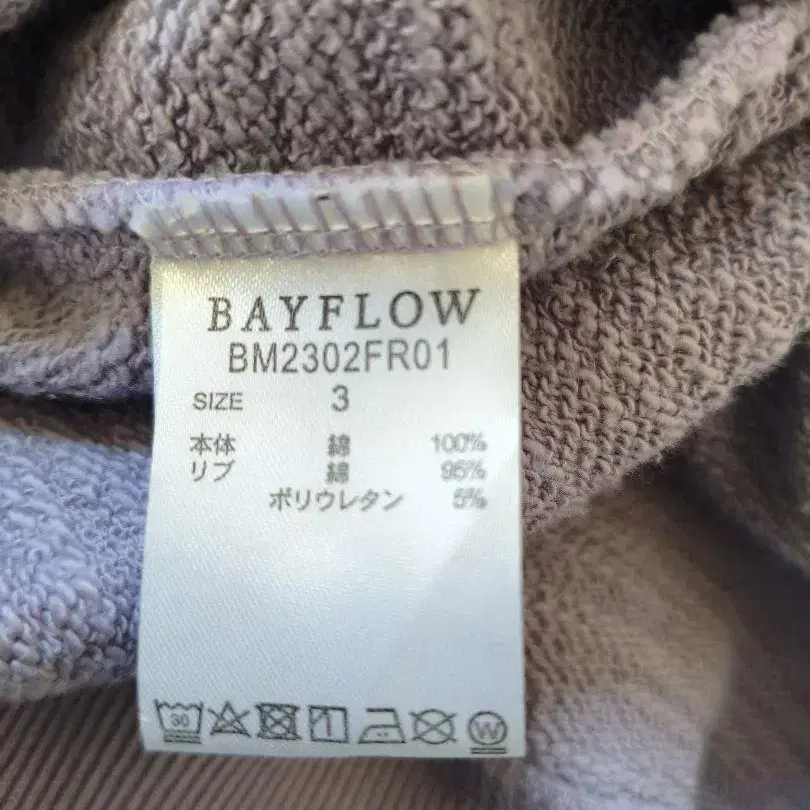 BAYFLOW
BM2302FR01
SIZE 3
本体 綿 100%
リブ 綿 95%
ポリウレタン 5%
30
W